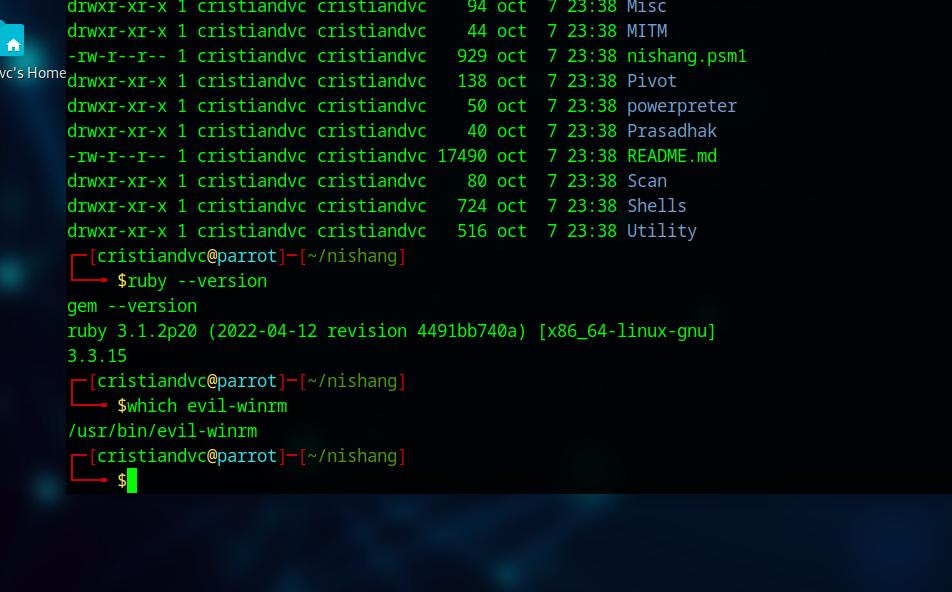 drwxr-xr-x 1 cristiandvc cristiandvc    94 oct  7 23:38 Misc
drwxr-xr-x 1 cristiandvc cristiandvc    44 oct  7 23:38 MITM
-rw-r--r-- 1 cristiandvc cristiandvc   929 oct  7 23:38 nishang.psm1
vc's Home
drwxr-xr-x 1 cristiandvc cristiandvc   138 oct  7 23:38 Pivot
drwxr-xr-x 1 cristiandvc cristiandvc    50 oct  7 23:38 powerpreter
drwxr-xr-x 1 cristiandvc cristiandvc    40 oct  7 23:38 Prasadhak
-rw-r--r-- 1 cristiandvc cristiandvc 17490 oct  7 23:38 README.md
drwxr-xr-x 1 cristiandvc cristiandvc    80 oct  7 23:38 Scan
drwxr-xr-x 1 cristiandvc cristiandvc   724 oct  7 23:38 Shells
drwxr-xr-x 1 cristiandvc cristiandvc   516 oct  7 23:38 Utility
┌─[cristiandvc@parrot]─[~/nishang]
└──╼ $ruby --version
gem --version
ruby 3.1.2p20 (2022-04-12 revision 4491bb740a) [x86_64-linux-gnu]
3.3.15
┌─[cristiandvc@parrot]─[~/nishang]
└──╼ $which evil-winrm
/usr/bin/evil-winrm
┌─[cristiandvc@parrot]─[~/nishang]
└──╼ $